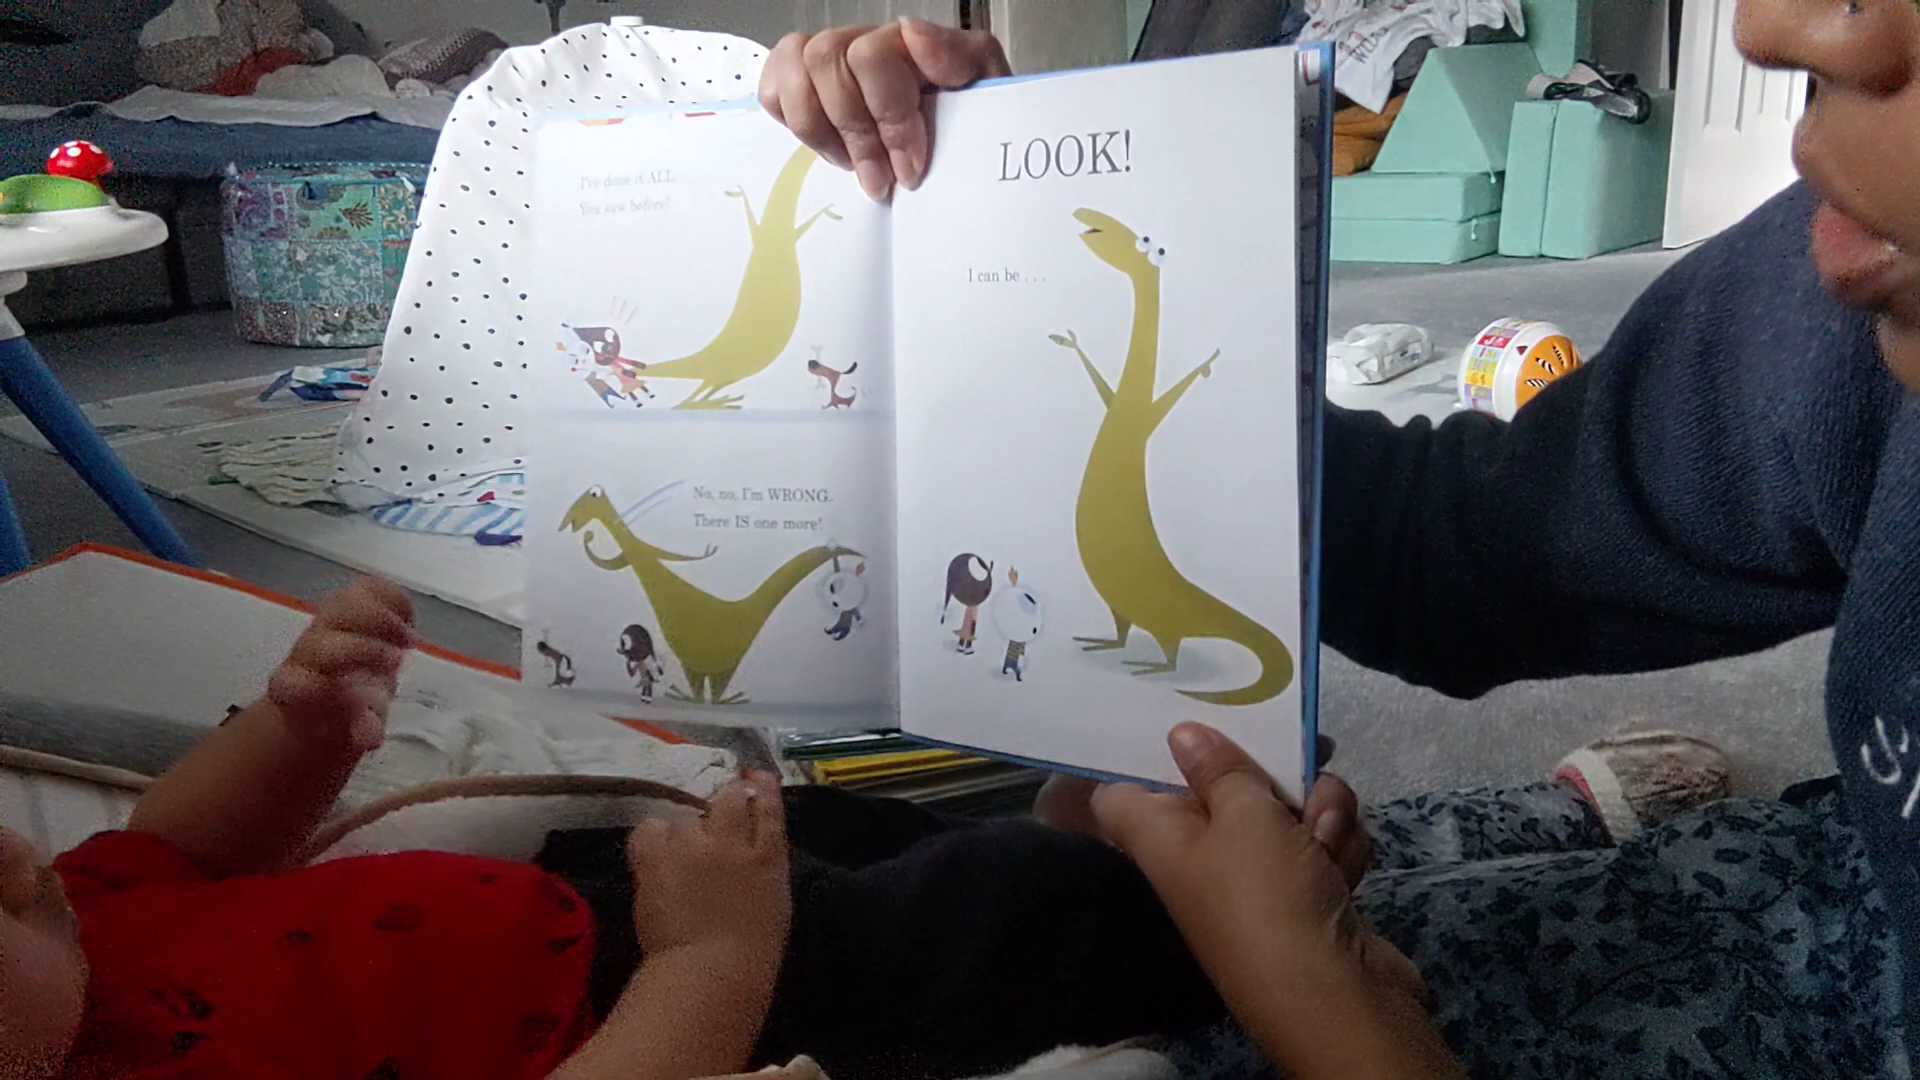 I've done it ALL.
You saw before!
No, no, I'm WRONG.
There IS one more!
LOOK!
I can be . . .